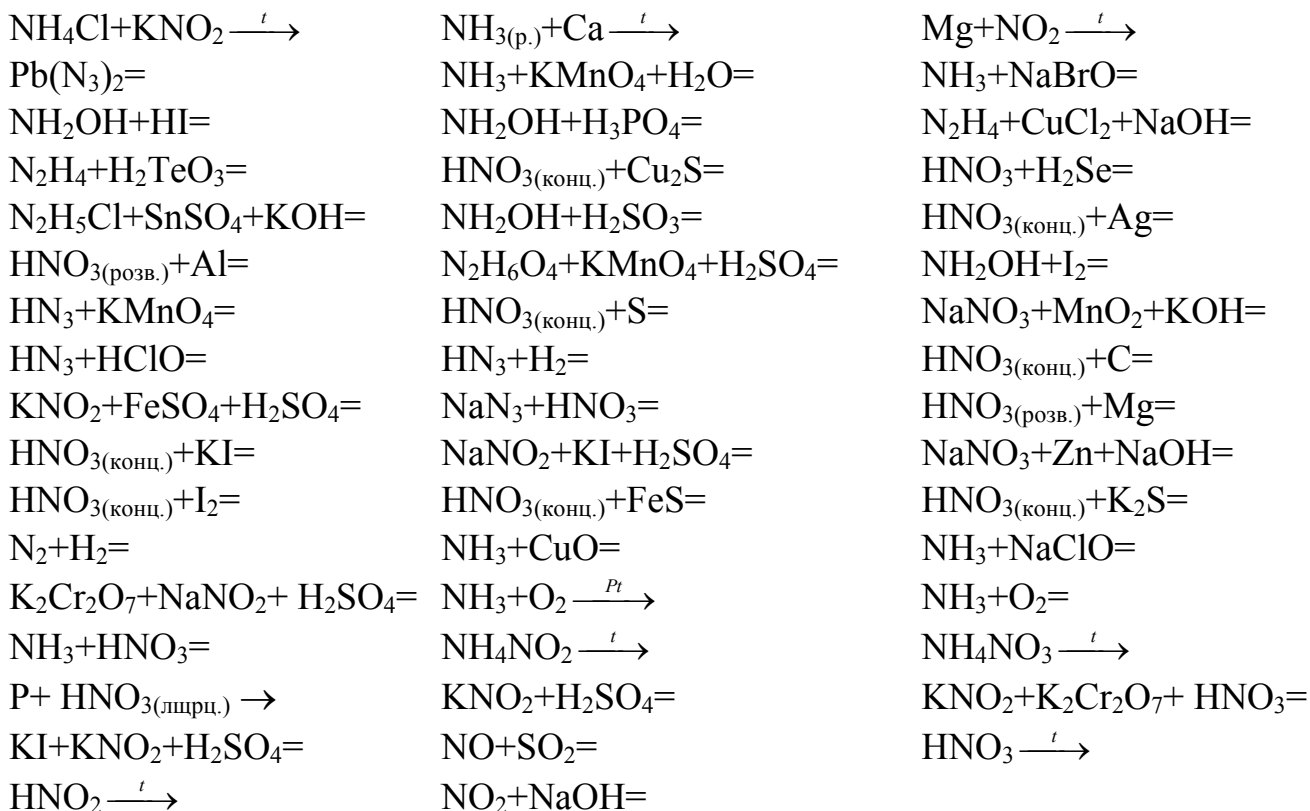 NH₄Cl+KNO₂ —t→ NH₃₍р.₎+Ca —t→ Mg+NO₂ —t→
Pb(N₃)₂= NH₃+KMnO₄+H₂O= NH₃+NaBrO=
NH₂OH+HI= NH₂OH+H₃PO₄= N₂H₄+CuCl₂+NaOH=
N₂H₄+H₂TeO₃= HNO₃(конц.)+Cu₂S= HNO₃+H₂Se=
N₂H₅Cl+SnSO₄+KOH= NH₂OH+H₂SO₃= HNO₃(конц.)+Ag=
HNO₃(розв.)+Al= N₂H₆O₄+KMnO₄+H₂SO₄= NH₂OH+I₂=
HN₃+KMnO₄= HNO₃(конц.)+S= NaNO₃+MnO₂+KOH=
HN₃+HClO= HN₃+H₂= HNO₃(конц.)+C=
KNO₂+FeSO₄+H₂SO₄= NaN₃+HNO₃= HNO₃(розв.)+Mg=
HNO₃(конц.)+KI= NaNO₂+KI+H₂SO₄= NaNO₃+Zn+NaOH=
HNO₃(конц.)+I₂= HNO₃(конц.)+FeS= HNO₃(конц.)+K₂S=
N₂+H₂= NH₃+CuO= NH₃+NaClO=
K₂Cr₂O₇+NaNO₂+ H₂SO₄= NH₃+O₂ —Pt→ NH₃+O₂=
NH₃+HNO₃= NH₄NO₂ —t→ NH₄NO₃ —t→
P+ HNO₃(лщрц.) → KNO₂+H₂SO₄= KNO₂+K₂Cr₂O₇+ HNO₃=
KI+KNO₂+H₂SO₄= NO+SO₂= HNO₃ —t→
HNO₂ —t→ NO₂+NaOH=